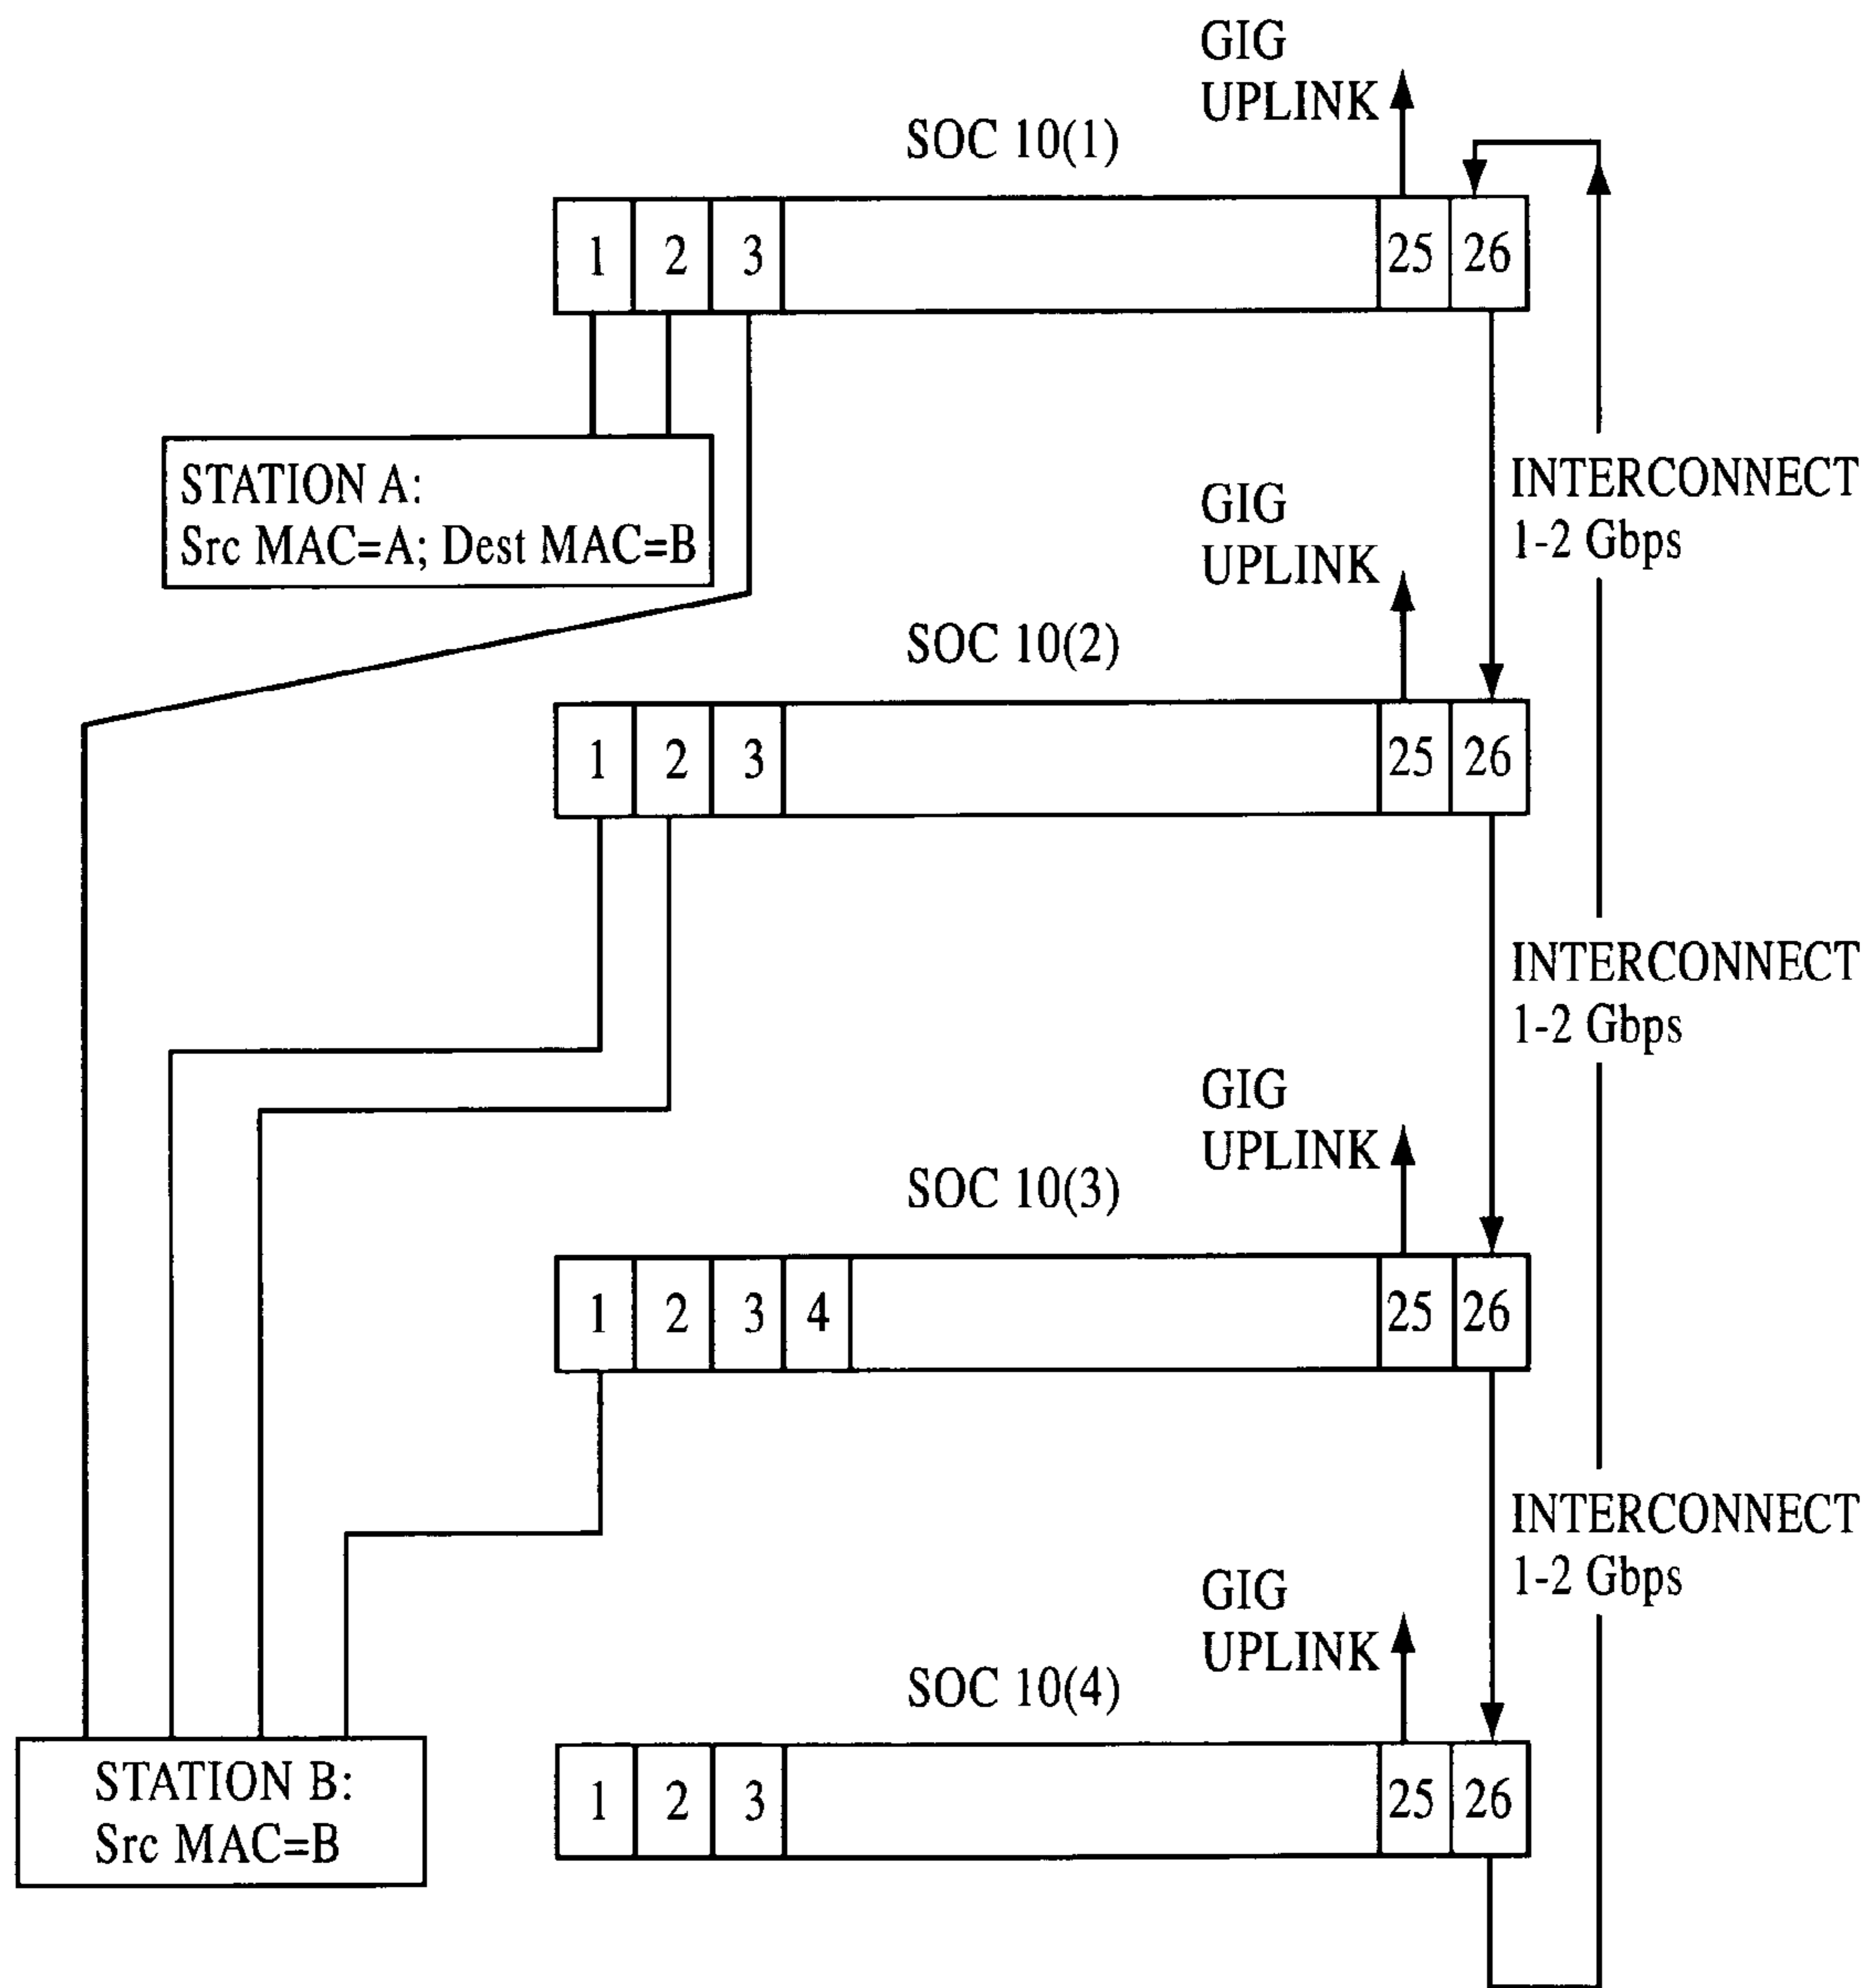 GIG
UPLINK
SOC 10(1)
1 2 3 25 26
STATION A:
Src MAC=A; Dest MAC=B
INTERCONNECT
1-2 Gbps
GIG
UPLINK
SOC 10(2)
1 2 3 25 26
INTERCONNECT
1-2 Gbps
GIG
UPLINK
SOC 10(3)
1 2 3 4 25 26
INTERCONNECT
1-2 Gbps
GIG
UPLINK
SOC 10(4)
1 2 3 25 26
STATION B:
Src MAC=B